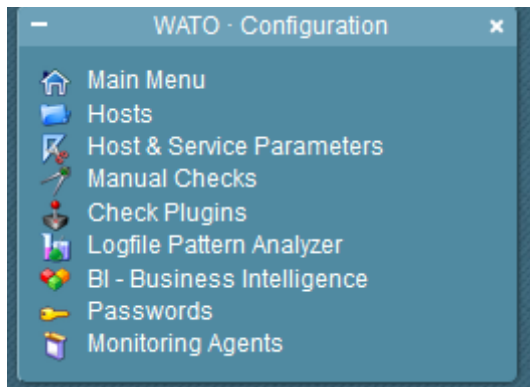 WATO · Configuration
Main Menu
Hosts
Host & Service Parameters
Manual Checks
Check Plugins
Logfile Pattern Analyzer
BI - Business Intelligence
Passwords
Monitoring Agents